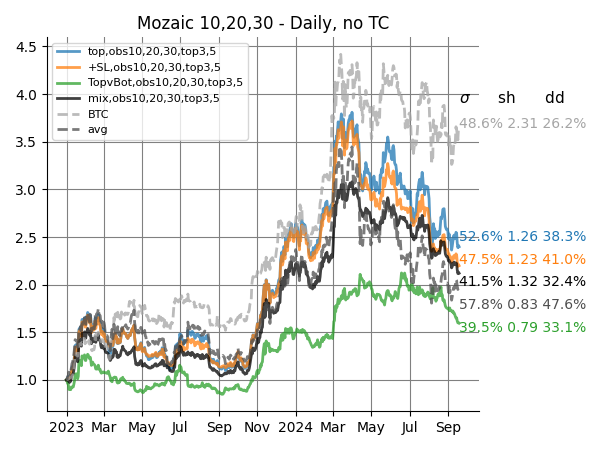 Mozaic 10,20,30 - Daily, no TC
4.5
4.0
3.5
3.0
2.5
2.0
1.5
1.0
top,obs10,20,30,top3,5
+SL,obs10,20,30,top3,5
TopvBot,obs10,20,30,top3,5
mix,obs10,20,30,top3,5
BTC
avg
σ sh dd
48.6% 2.31 26.2%
52.6% 1.26 38.3%
47.5% 1.23 41.0%
41.5% 1.32 32.4%
57.8% 0.83 47.6%
39.5% 0.79 33.1%
2023 Mar May Jul Sep Nov 2024 Mar May Jul Sep